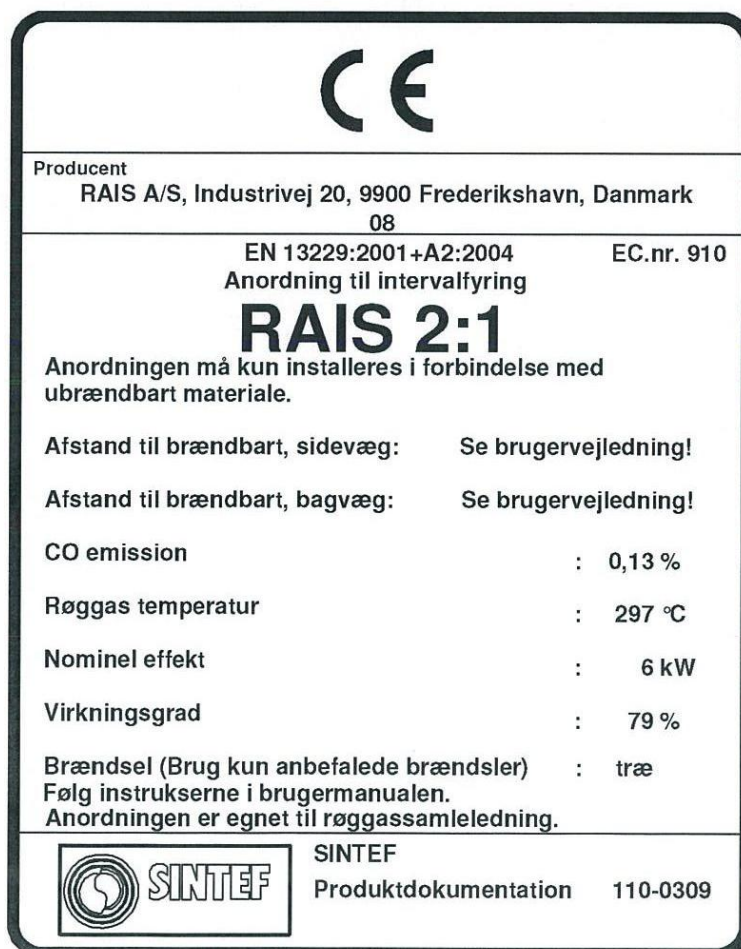 CE
Producent
RAIS A/S, Industrivej 20, 9900 Frederikshavn, Danmark
08
EN 13229:2001+A2:2004 EC.nr. 910
Anordning til intervalfyring
RAIS 2:1
Anordningen må kun installeres i forbindelse med
ubrændbart materiale.
Afstand til brændbart, sidevæg: Se brugervejledning!
Afstand til brændbart, bagvæg: Se brugervejledning!
CO emission : 0,13 %
Røggas temperatur : 297 °C
Nominel effekt : 6 kW
Virkningsgrad : 79 %
Brændsel (Brug kun anbefalede brændsler) : træ
Følg instrukserne i brugermanualen.
Anordningen er egnet til røggassamleledning.
SINTEF
SINTEF
Produktdokumentation 110-0309